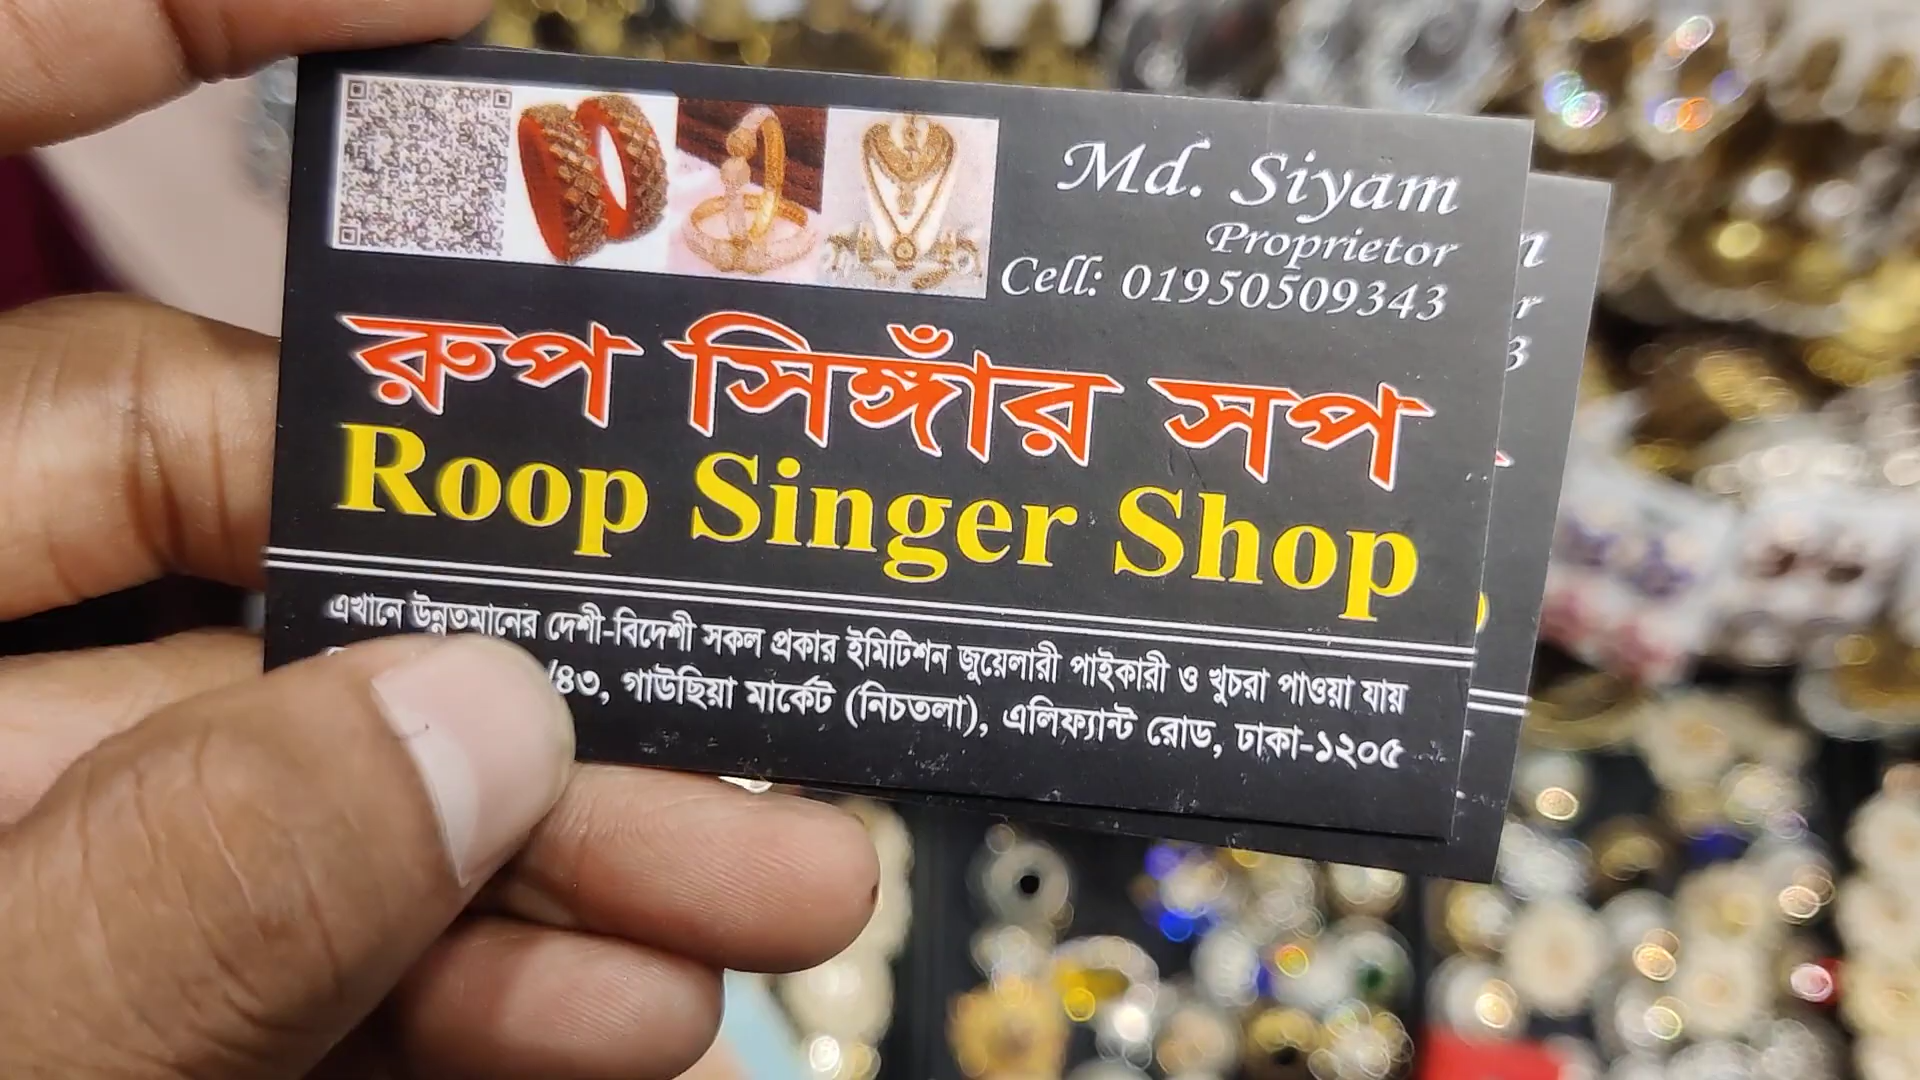 Md. Siyam
Proprietor
Cell: 01950509343
রুপ সিঙ্গাঁর সপ
Roop Singer Shop
এখানে উন্নতমানের দেশী-বিদেশী সকল প্রকার ইমিটিশন জুয়েলারী পাইকারী ও খুচরা পাওয়া যায়
/৪৩, গাউছিয়া মার্কেট (নিচতলা), এলিফ্যান্ট রোড, ঢাকা-১২০৫